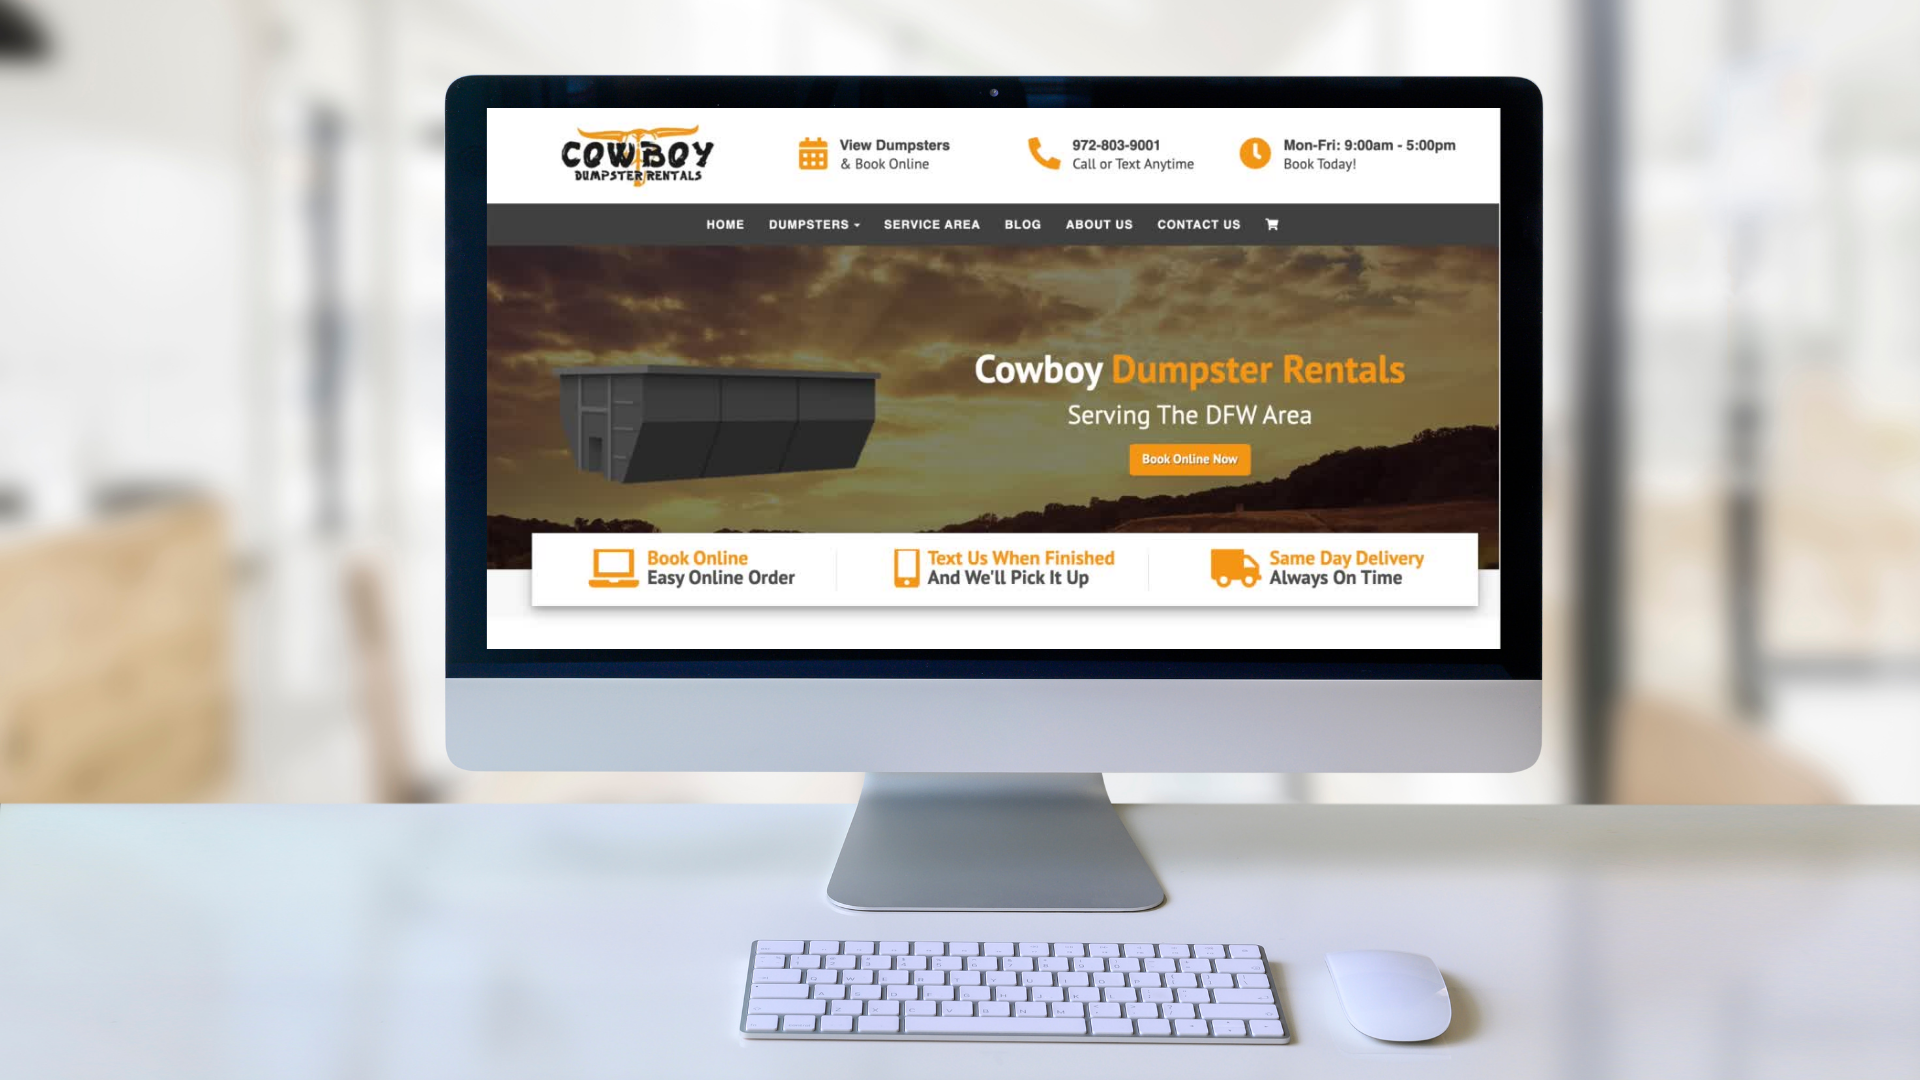 COWBOY
DUMPSTER RENTALS
View Dumpsters
& Book Online
972-803-9001
Call or Text Anytime
Mon-Fri: 9:00am - 5:00pm
Book Today!
HOME DUMPSTERS SERVICE AREA BLOG ABOUT US CONTACT US
Cowboy Dumpster Rentals
Serving The DFW Area
Book Online Now
Book Online
Easy Online Order
Text Us When Finished
And We'll Pick It Up
Same Day Delivery
Always On Time